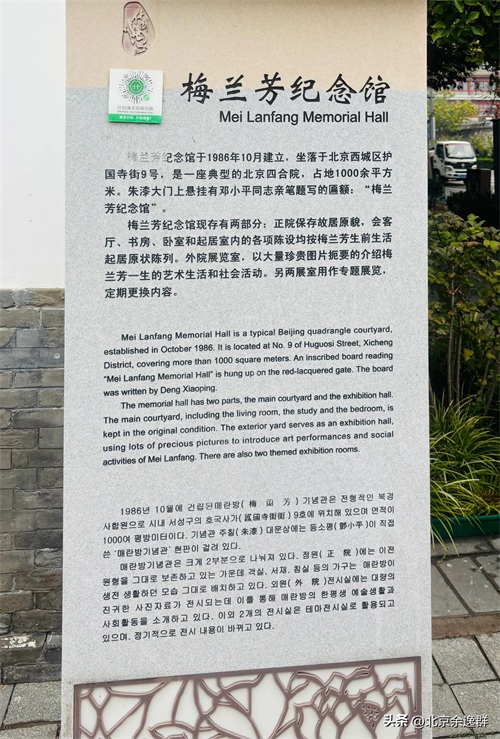 梅兰芳纪念馆
Mei Lanfang Memorial Hall
梅兰芳纪念馆于1986年10月建立，坐落于北京西城区护
国寺街9号，是一座典型的北京四合院，占地1000余平方
米。朱漆大门上悬挂有邓小平同志亲笔题写的匾额：“梅兰
芳纪念馆”。
梅兰芳纪念馆现存有两部分：正院保存故居原貌，会客
厅、书房、卧室和起居室内的各项陈设均按梅兰芳生前生活
起居原状陈列。外院展览室，以大量珍贵图片扼要的介绍梅
兰芳一生的艺术生活和社会活动。另两展室用作专题展览，
定期更换内容。
Mei Lanfang Memorial Hall is a typical Beijing quadrangle courtyard,
established in October 1986. It is located at No. 9 of Huguosi Street, Xicheng
District, covering more than 1000 square meters. An inscribed board reading
“Mei Lanfang Memorial Hall” is hung up on the red-lacquered gate. The board
was written by Deng Xiaoping.
The memorial hall has two parts, the main courtyard and the exhibition hall.
The main courtyard, including the living room, the study and the bedroom, is
kept in the original condition. The exterior yard serves as an exhibition hall,
using lots of precious pictures to introduce art performances and social
activities of Mei Lanfang. There are also two themed exhibition rooms.
1986년 10월에 건립된매란방(梅 兰 芳) 기념관은 전형적인 북경
사합원으로 시내 서성구의 호국사가(護國寺街街) 9호에 위치해 있으며 면적이
1000여 평방미터이다. 기념관 주칠(朱漆) 대문상에는 등소평(鄧小平)이 직접
쓴 ‘매란방기념관’ 현판이 걸려 있다.
매란방기념관은 크게 2부분으로 나눠져 있다. 정원(正 院)에는 이전
원형을 그대로 보존하고 있는 가운데 객실, 서재, 침실 등의 가구는 매란방이
생전 생활하던 모습 그대로 배치하고 있다. 외원(外 院)전시실에는 대량의
진귀한 사진자료가 전시되는데 이를 통해 매란방의 한평생 예술생활과
사회활동을 소개하고 있다. 이외 2개의 전시실은 테마전시실로 활용되고
있으며, 정기적으로 전시 내용이 바뀌고 있다.
头条 @北京余逸群